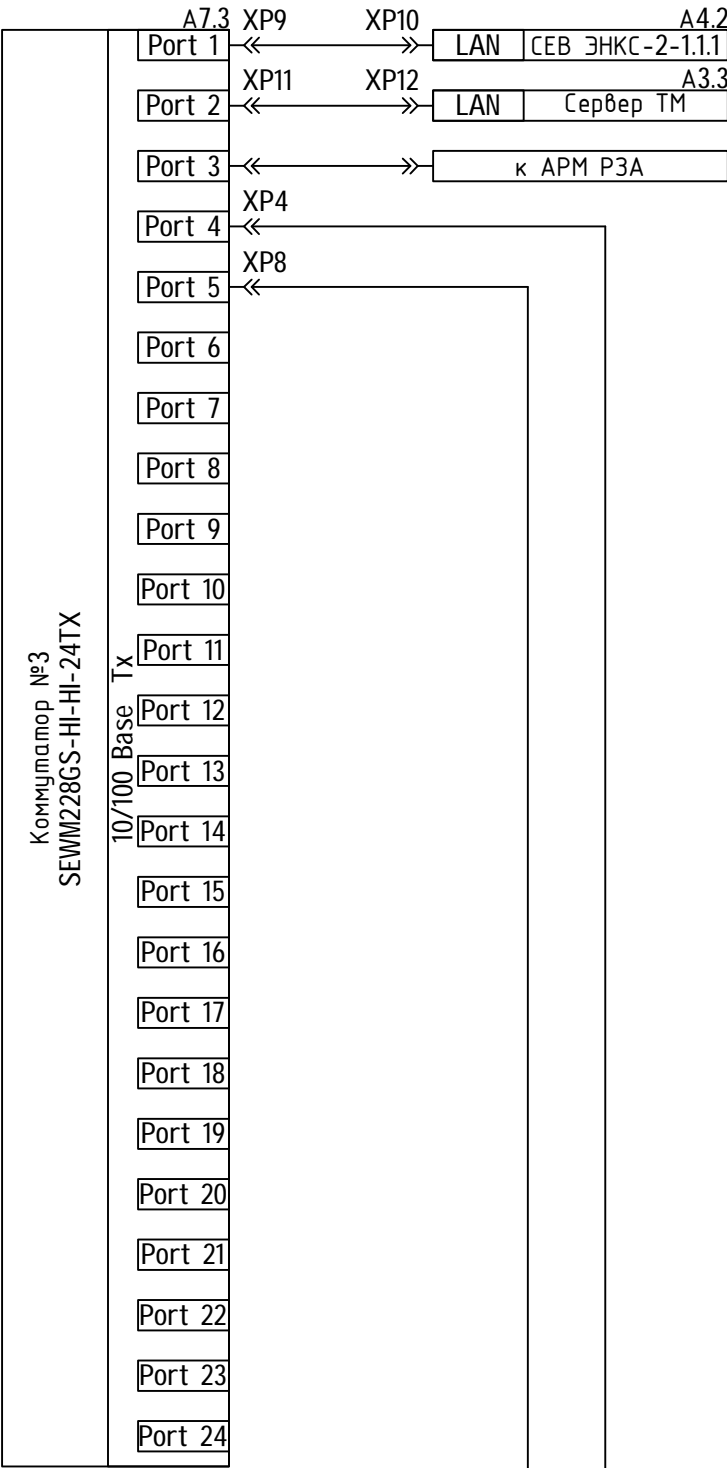 A7.3 XP9 XP10 A4.2
Port 1 LAN СЕВ ЭНКС-2-1.1.1
XP11 XP12 A3.3
Port 2 LAN Сервер ТМ
Port 3 к АРМ РЗА
XP4
Port 4
XP8
Port 5
Port 6
Port 7
Port 8
Port 9
Port 10
Port 11
Port 12
Port 13
Port 14
Port 15
Port 16
Port 17
Port 18
Port 19
Port 20
Port 21
Port 22
Port 23
Port 24
Коммутатор №3
SEWM228GS-HI-HI-24TX
10/100 Base Tx